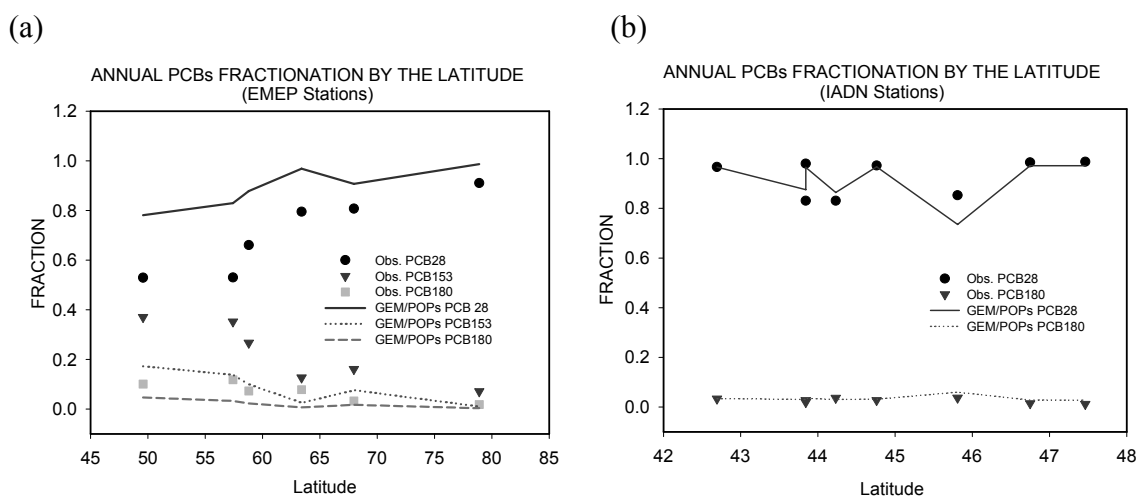 (a)
ANNUAL PCBs FRACTIONATION BY THE LATITUDE
(EMEP Stations)
1.2
1.0
0.8
0.6
0.4
0.2
0.0
FRACTION
Obs. PCB28
Obs. PCB153
Obs. PCB180
GEM/POPs PCB 28
GEM/POPs PCB153
GEM/POPs PCB180
45 50 55 60 65 70 75 80 85
Latitude
(b)
ANNUAL PCBs FRACTIONATION BY THE LATITUDE
(IADN Stations)
1.2
1.0
0.8
0.6
0.4
0.2
0.0
FRACTION
Obs. PCB28
Obs. PCB180
GEM/POPs PCB28
GEM/POPs PCB180
42 43 44 45 46 47 48
Latitude